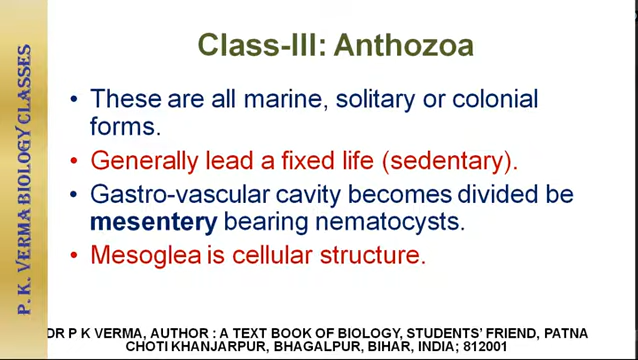 Class-III: Anthozoa
• These are all marine, solitary or colonial
forms.
• Generally lead a fixed life (sedentary).
• Gastro-vascular cavity becomes divided be
mesentery bearing nematocysts.
• Mesoglea is cellular structure.
P. K. VERMA BIOLOGY CLASSES
DR P K VERMA, AUTHOR : A TEXT BOOK OF BIOLOGY, STUDENTS' FRIEND, PATNA
CHOTI KHANJARPUR, BHAGALPUR, BIHAR, INDIA; 812001